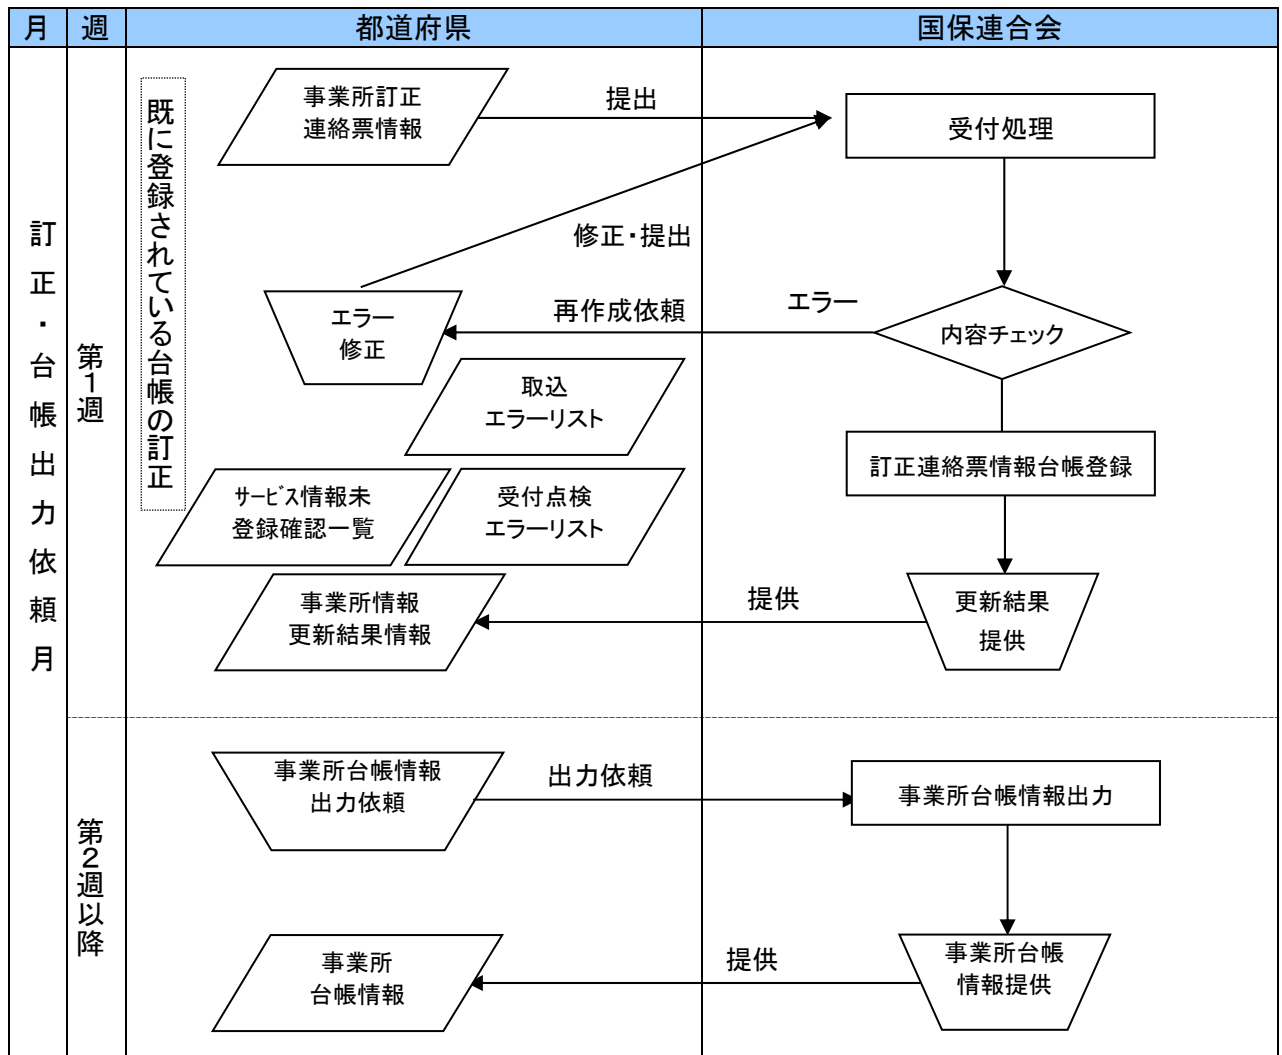 月
週
都道府県
国保連合会
訂正・台帳出力依頼月
第1週
既に登録されている台帳の訂正
事業所訂正
連絡票情報
提出
受付処理
修正・提出
エラー
修正
再作成依頼
エラー
内容チェック
取込
エラーリスト
訂正連絡票情報台帳登録
ｻｰﾋﾞｽ情報未
登録確認一覧
受付点検
エラーリスト
事業所情報
更新結果情報
提供
更新結果
提供
第2週以降
事業所台帳情報
出力依頼
出力依頼
事業所台帳情報出力
事業所
台帳情報
提供
事業所台帳
情報提供